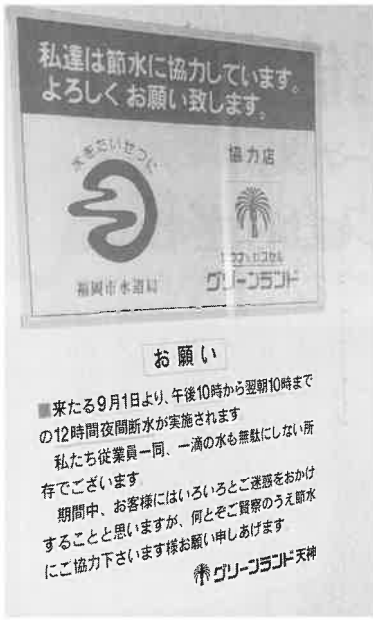 私達は節水に協力しています。
よろしくお願い致します。
水をたいせつに
協力店
福岡市水道局
サウナとカプセル
グリーンランド
お願い
■来たる9月1日より、午後10時から翌朝10時まで
の12時間夜間断水が実施されます
私たち従業員一同、一滴の水も無駄にしない所
存でございます
期間中、お客様にはいろいろとご迷惑をおかけ
することと思いますが、何とぞご賢察のうえ節水
にご協力下さいます様お願い申しあげます
グリーンランド天神